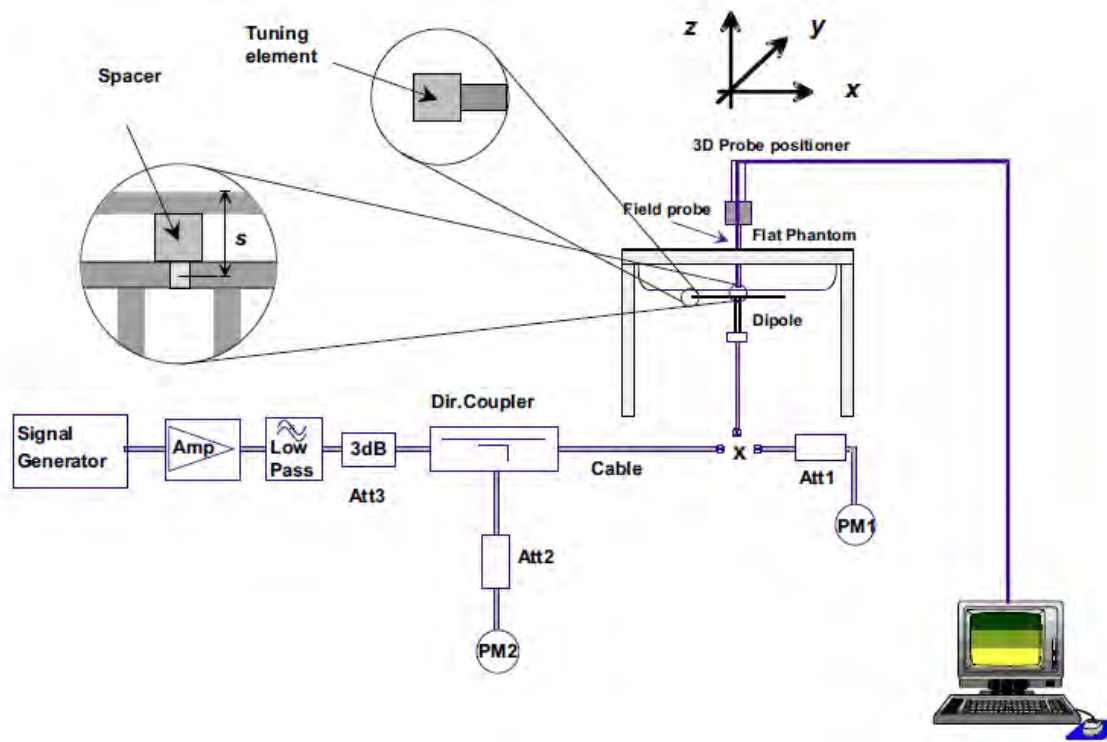 Tuning
element
Spacer
s
z
y
x
3D Probe positioner
Field probe
Flat Phantom
Dipole
Dir.Coupler
Signal
Generator
Amp
Low
Pass
3dB
Att3
Cable
x
Att1
PM1
Att2
PM2